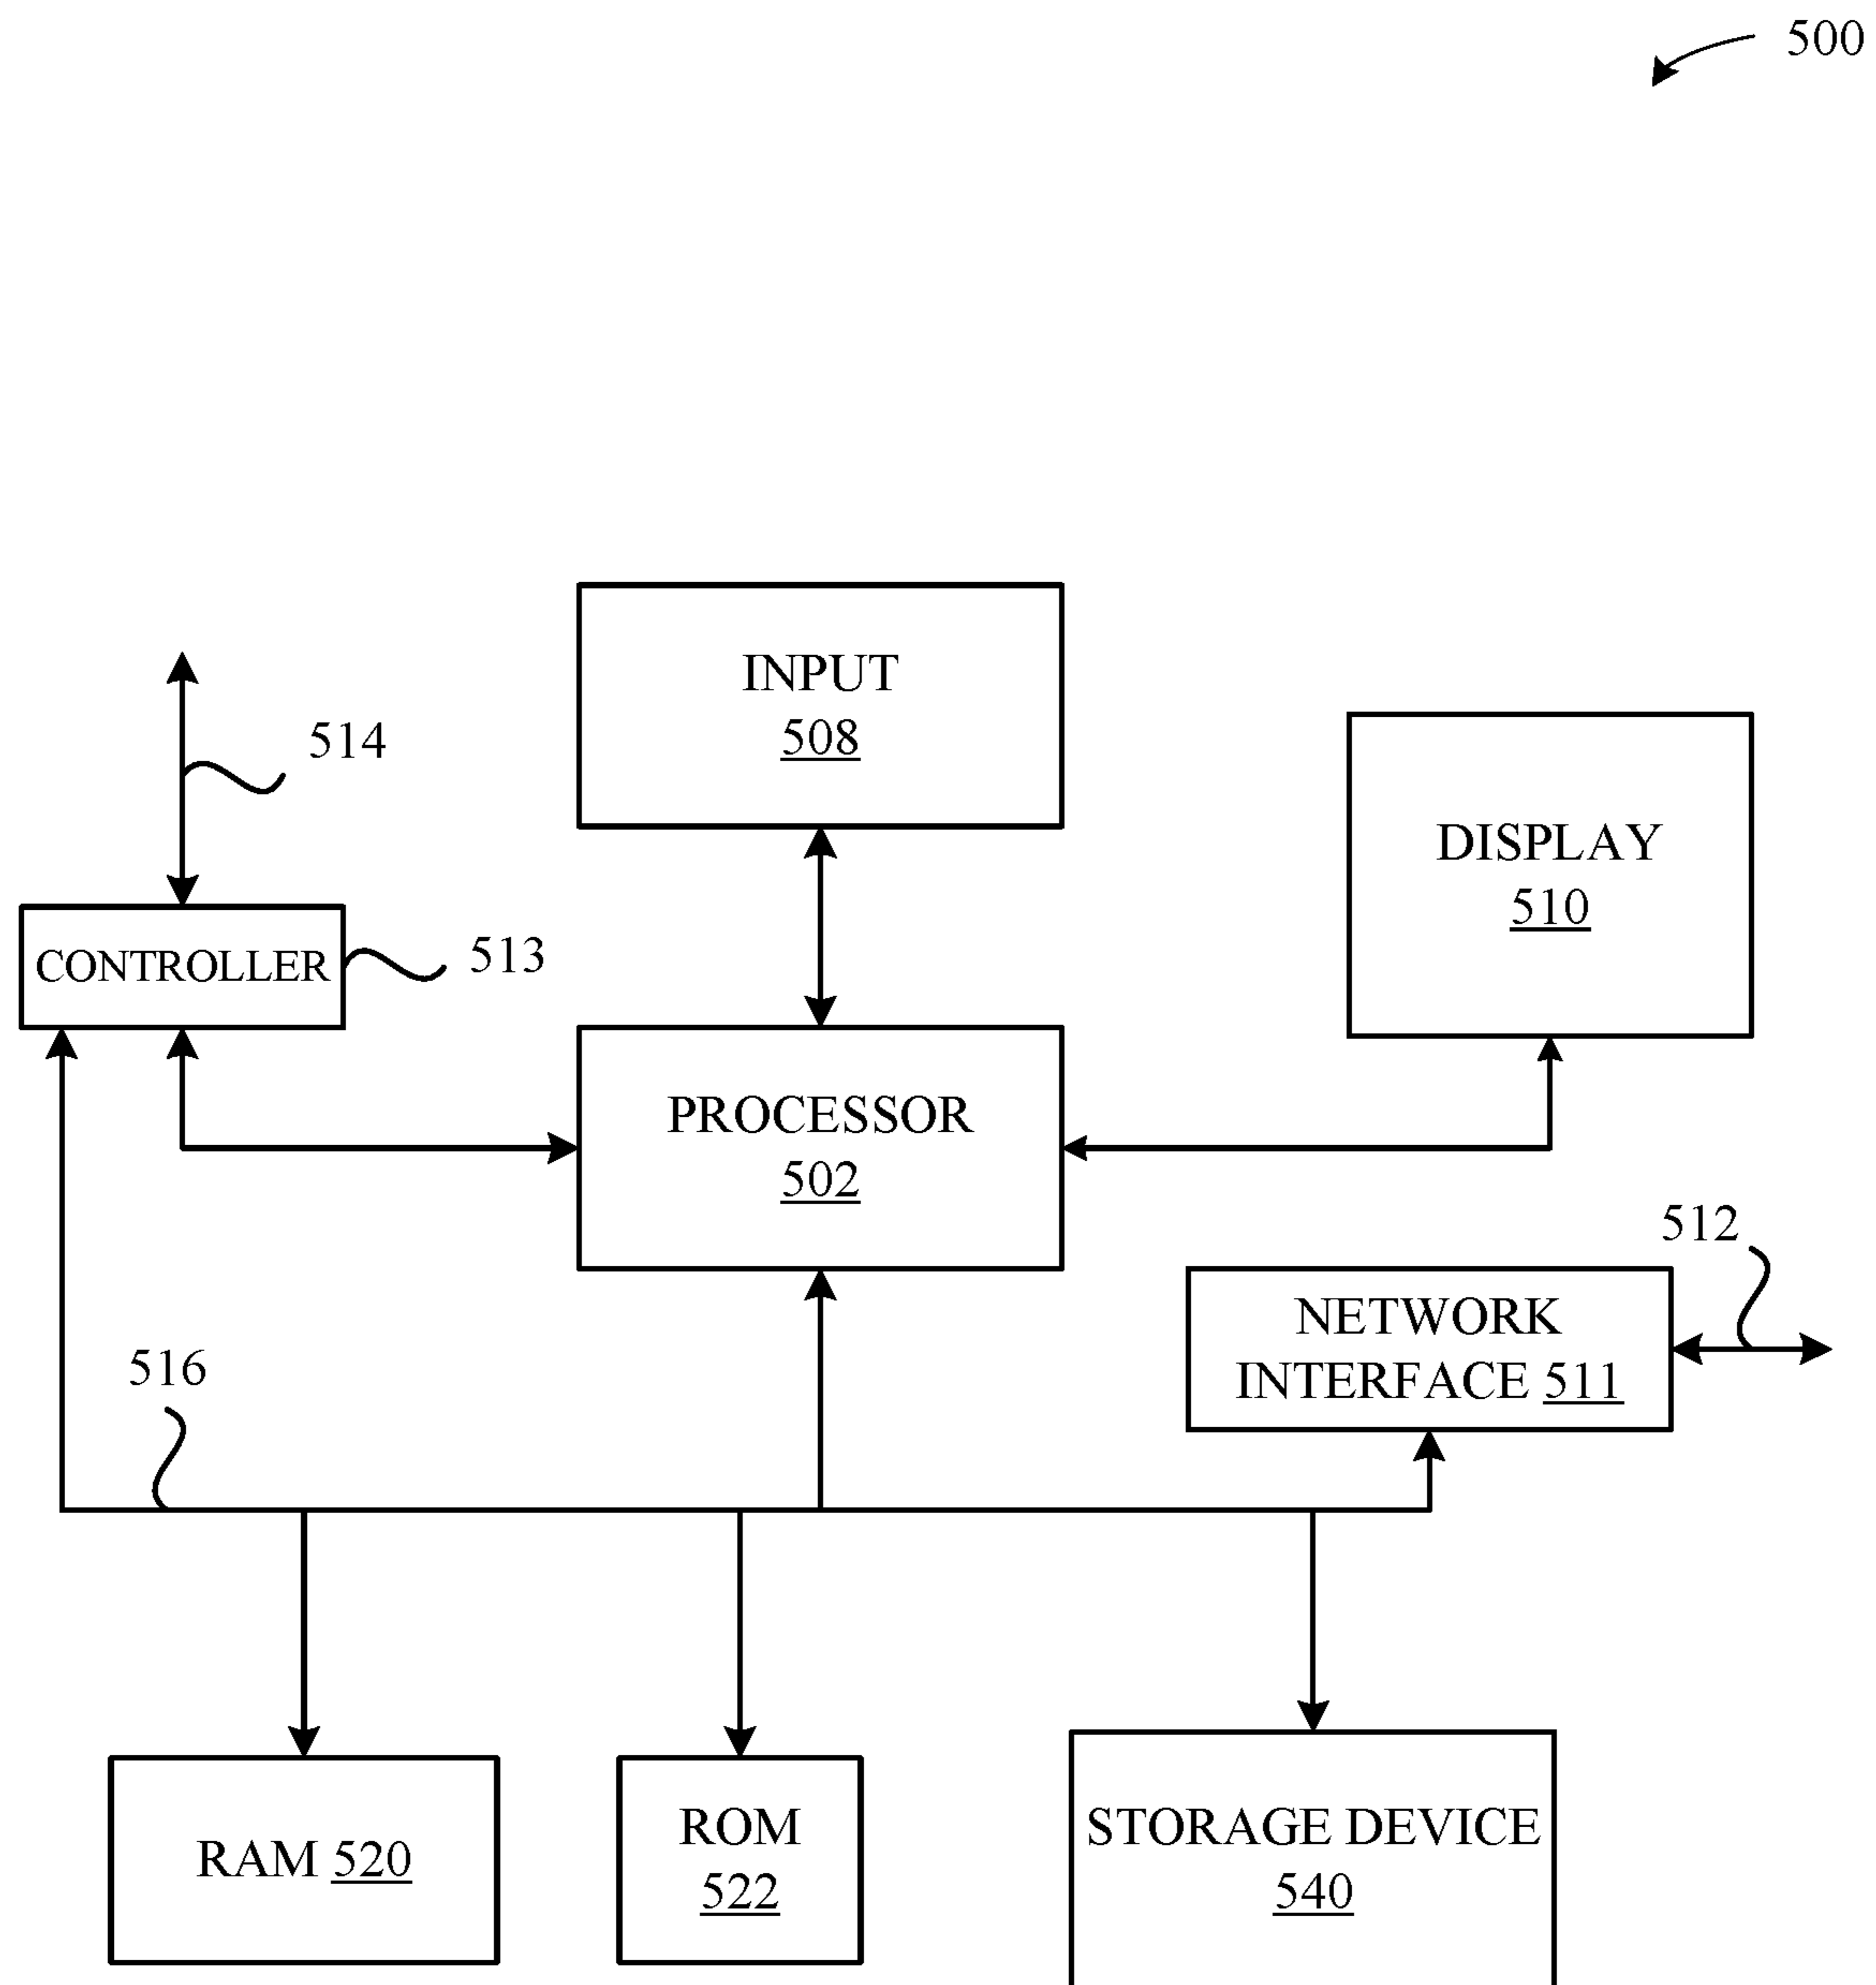 500
INPUT
508
514
DISPLAY
510
CONTROLLER
513
PROCESSOR
502
512
NETWORK
INTERFACE 511
516
RAM 520
ROM
522
STORAGE DEVICE
540